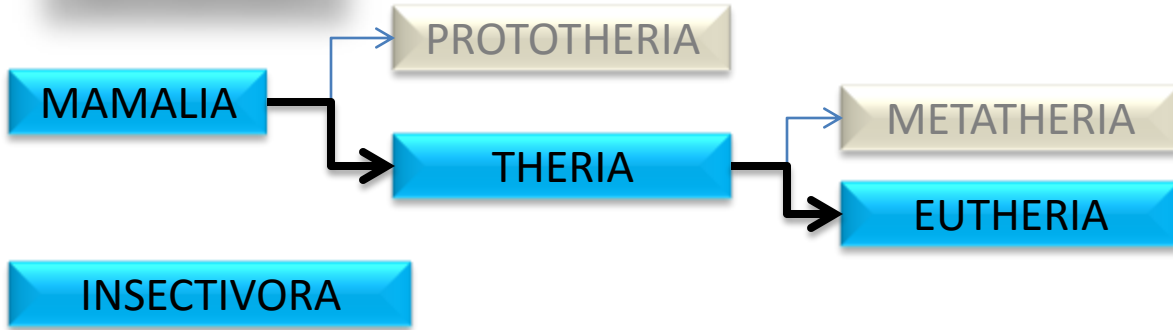 PROTOTHERIA
MAMALIA
METATHERIA
THERIA
EUTHERIA
INSECTIVORA